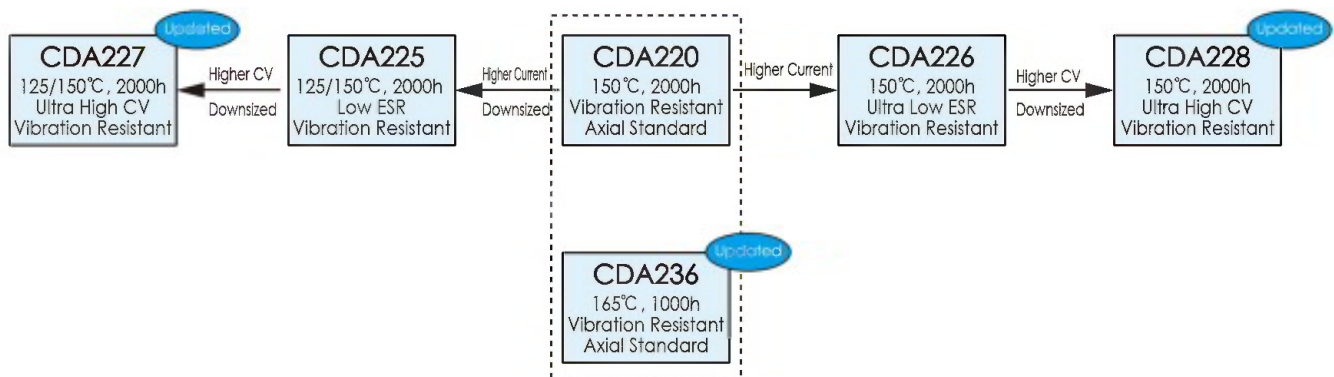 Updated
CDA227
125/150℃, 2000h
Ultra High CV
Vibration Resistant
Higher CV
Downsized
CDA225
125/150℃, 2000h
Low ESR
Vibration Resistant
Higher Current
Downsized
CDA220
150℃, 2000h
Vibration Resistant
Axial Standard
Higher Current
CDA226
150℃, 2000h
Ultra Low ESR
Vibration Resistant
Higher CV
Downsized
Updated
CDA228
150℃, 2000h
Ultra High CV
Vibration Resistant
Updated
CDA236
165℃, 1000h
Vibration Resistant
Axial Standard